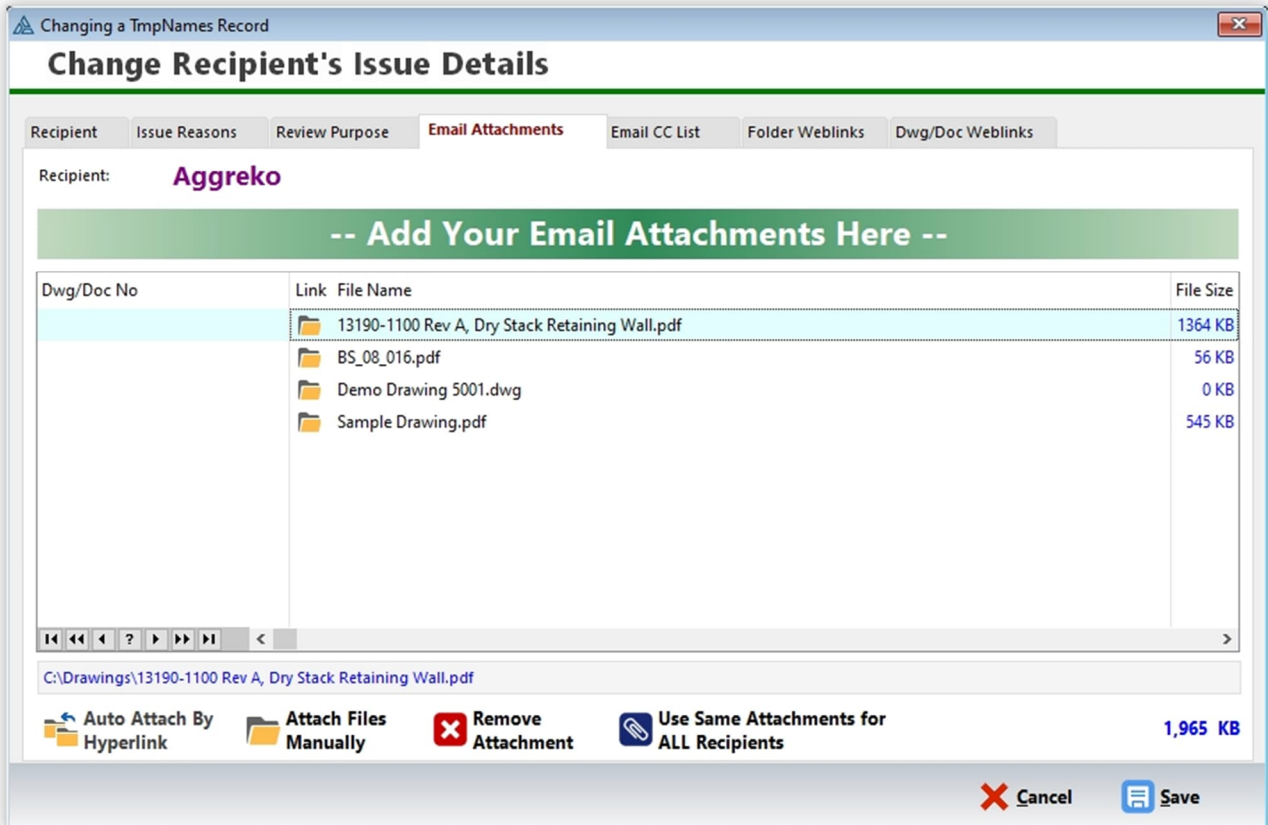 Changing a TmpNames Record
Change Recipient's Issue Details
Recipient Issue Reasons Review Purpose Email Attachments Email CC List Folder Weblinks Dwg/Doc Weblinks
Recipient: Aggreko
-- Add Your Email Attachments Here --
Dwg/Doc No Link File Name File Size
13190-1100 Rev A, Dry Stack Retaining Wall.pdf 1364 KB
BS_08_016.pdf 56 KB
Demo Drawing 5001.dwg 0 KB
Sample Drawing.pdf 545 KB
?
C:\Drawings\13190-1100 Rev A, Dry Stack Retaining Wall.pdf
Auto Attach By Attach Files Remove Use Same Attachments for
Hyperlink Manually Attachment ALL Recipients
1,965 KB
Cancel Save